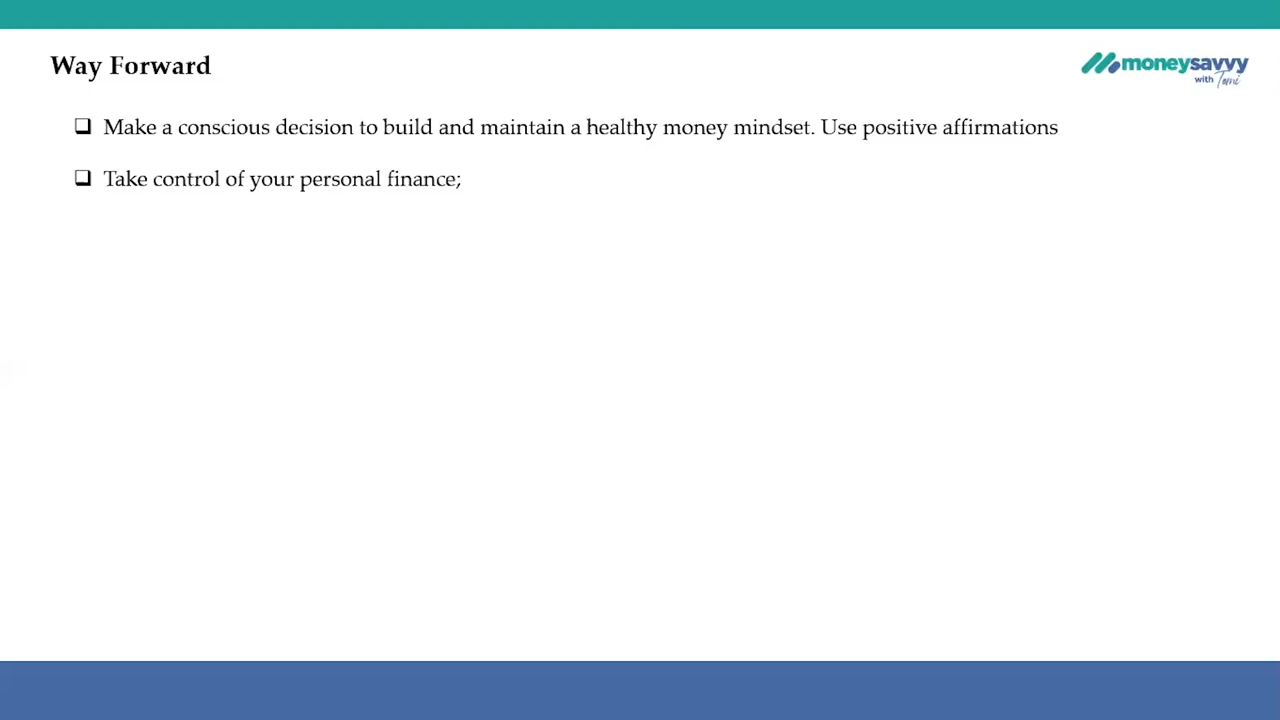 Way Forward
moneysavvy
with Tomi
❑ Make a conscious decision to build and maintain a healthy money mindset. Use positive affirmations
❑ Take control of your personal finance;